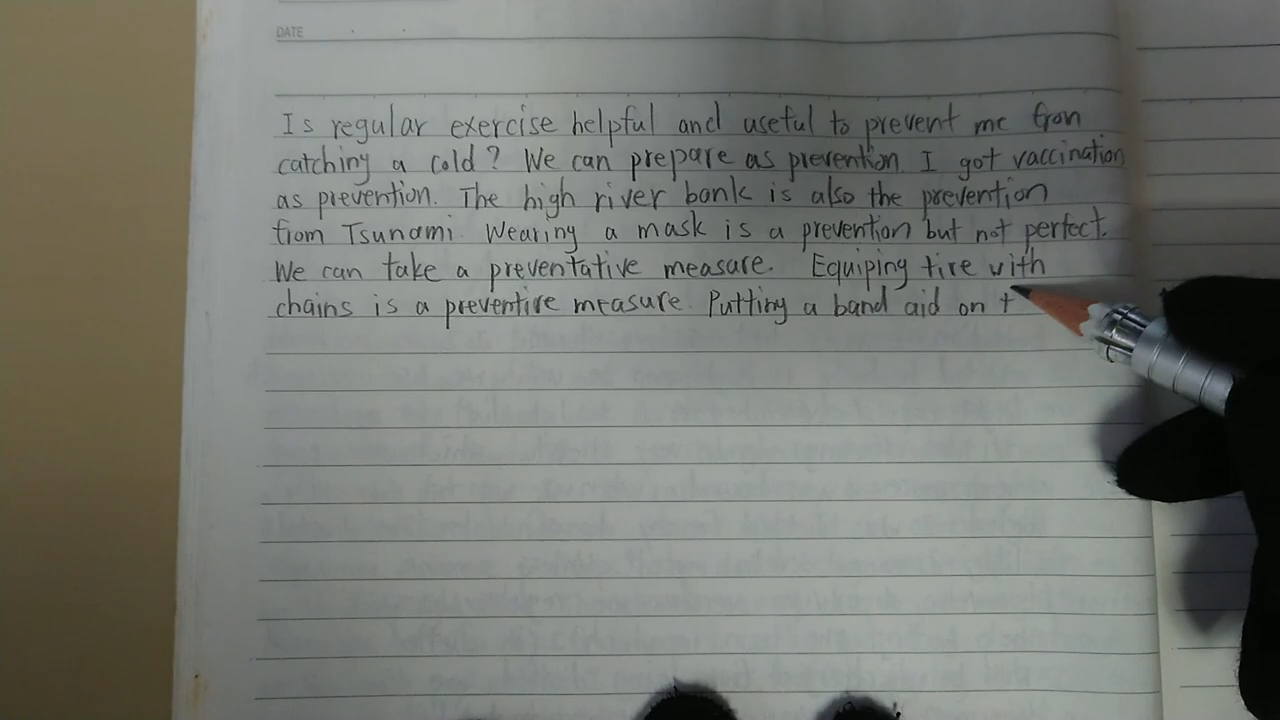 DATE
Is regular exercise helpful and useful to prevent me from
catching a cold? We can prepare as prevention. I got vaccination
as prevention. The high river bank is also the prevention
from Tsunami. Wearing a mask is a prevention but not perfect.
We can take a preventative measure. Equiping tire with
chains is a preventive measure. Putting a band aid on t